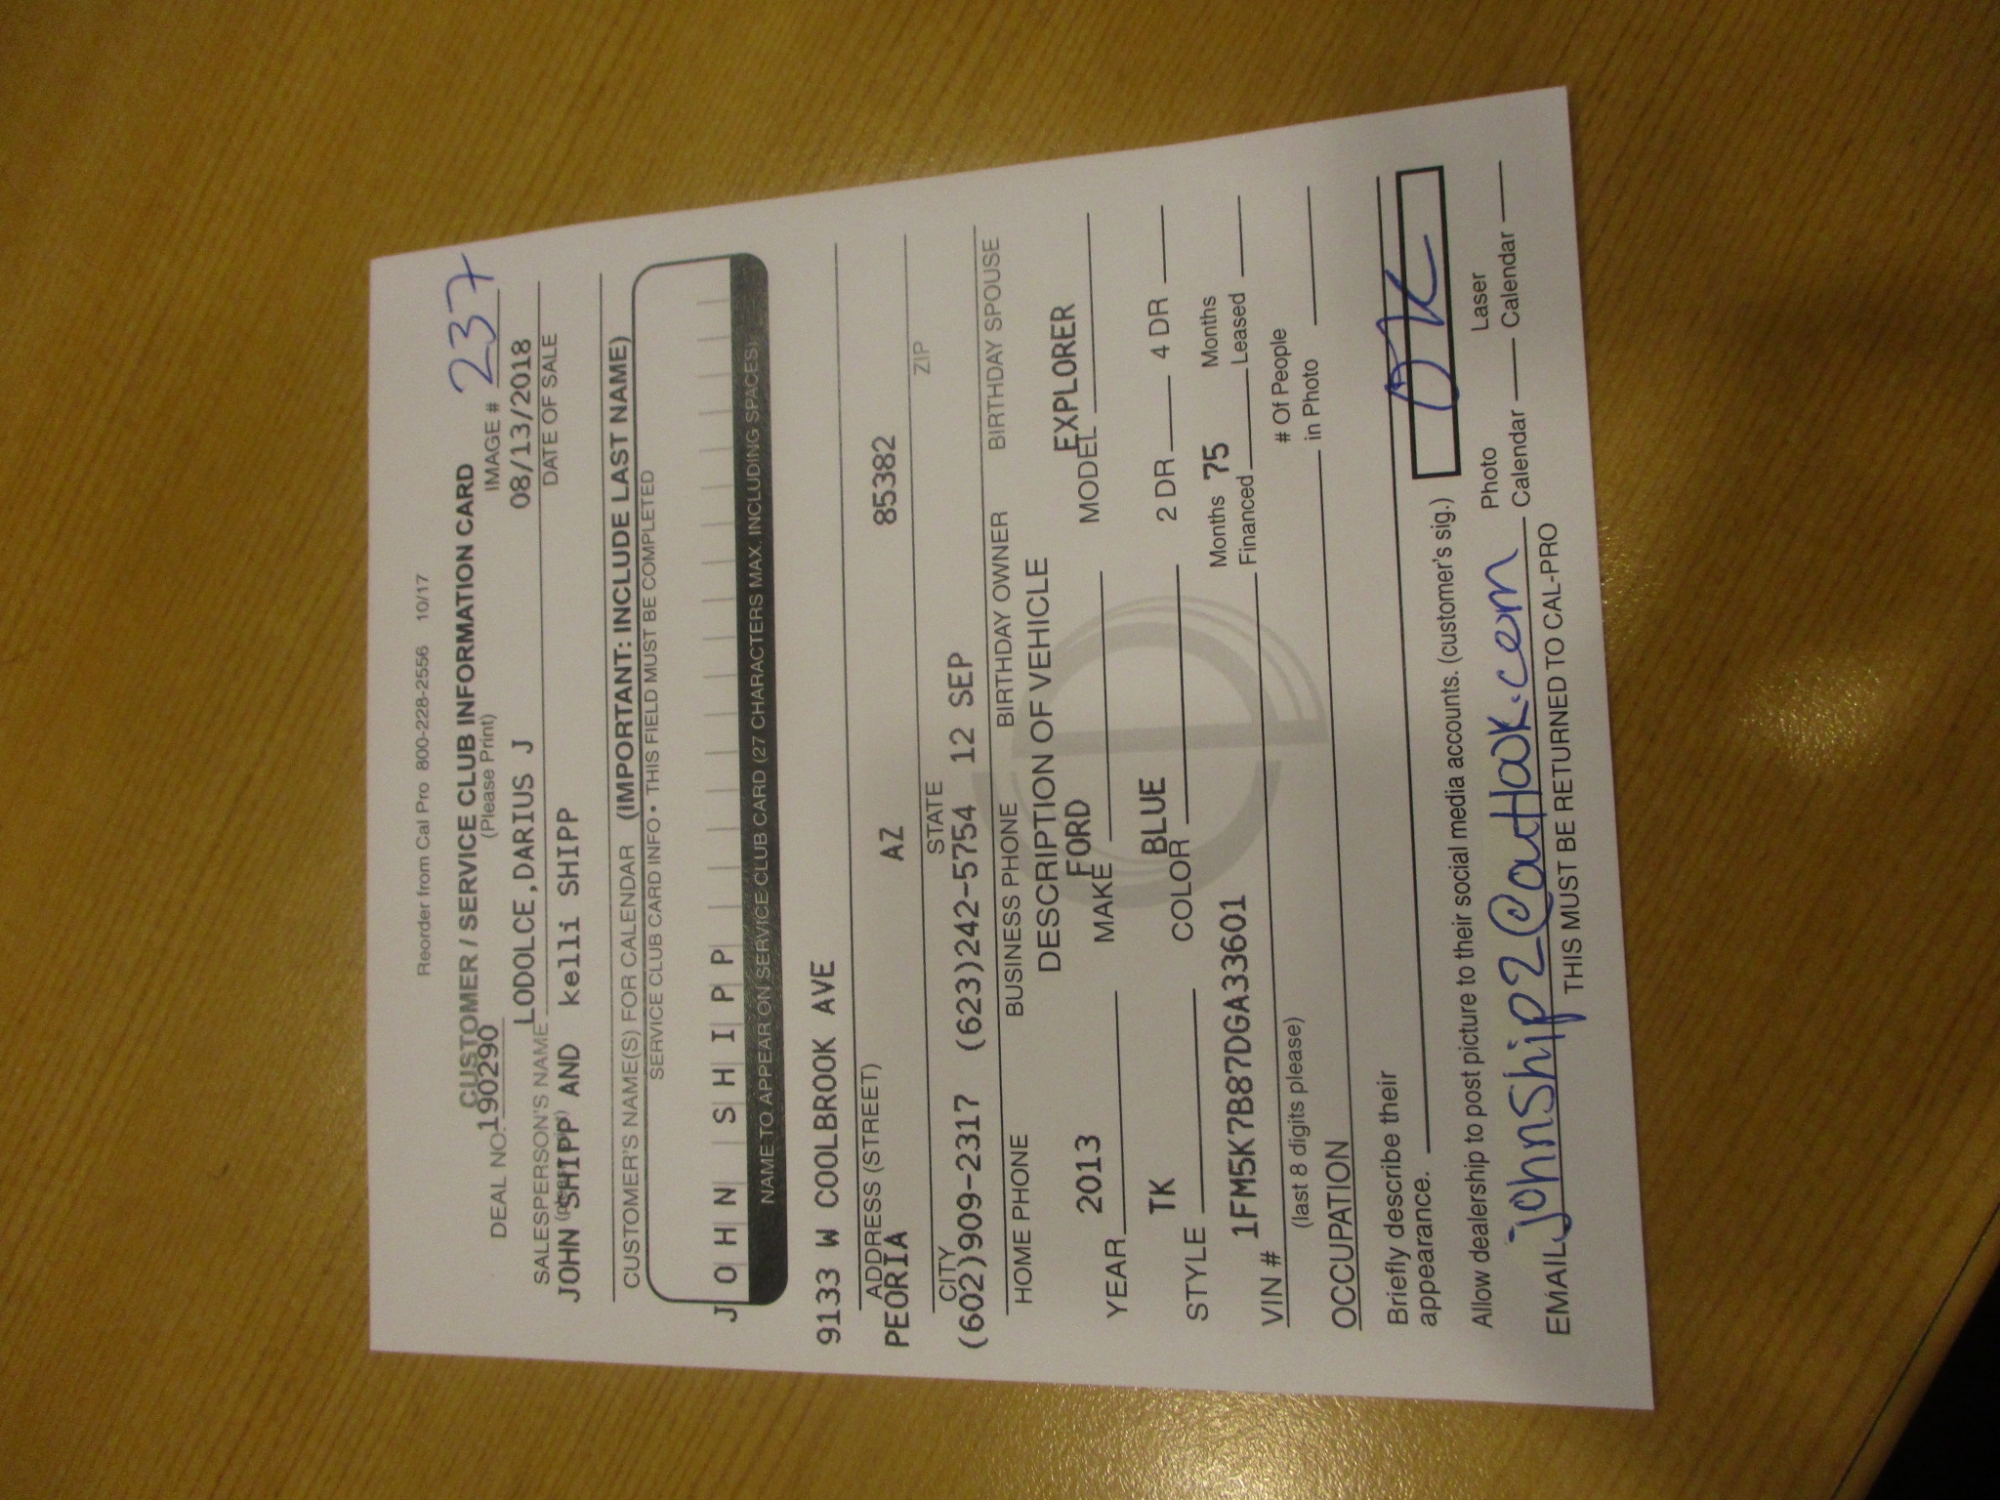 Reorder from Cal Pro 800-228-2556 10/17
CUSTOMER / SERVICE CLUB INFORMATION CARD
DEAL NO. 190290 (Please Print) IMAGE # 237
LODOLCE,DARIUS J 08/13/2018
SALESPERSON'S NAME DATE OF SALE
JOHN SHIPP AND kelli SHIPP
CUSTOMER'S NAME(S) FOR CALENDAR (IMPORTANT: INCLUDE LAST NAME)
SERVICE CLUB CARD INFO • THIS FIELD MUST BE COMPLETED
JOHN SHIPP
NAME TO APPEAR ON SERVICE CLUB CARD (27 CHARACTERS MAX. INCLUDING SPACES)
9133 W COOLBROOK AVE
ADDRESS (STREET)
PEORIA AZ 85382
CITY STATE ZIP
(602)909-2317 (623)242-5754 12 SEP
HOME PHONE BUSINESS PHONE BIRTHDAY OWNER BIRTHDAY SPOUSE
DESCRIPTION OF VEHICLE
YEAR 2013 MAKE FORD MODEL EXPLORER
STYLE TK COLOR BLUE 2 DR 4 DR
VIN # 1FM5K7B87DGA33601 Months Financed 75 Months Leased
(last 8 digits please)
OCCUPATION # Of People in Photo
Briefly describe their
appearance.
Allow dealership to post picture to their social media accounts. (customer's sig.)
EMAIL johnship2@outlook.com Photo Calendar Laser Calendar
THIS MUST BE RETURNED TO CAL-PRO